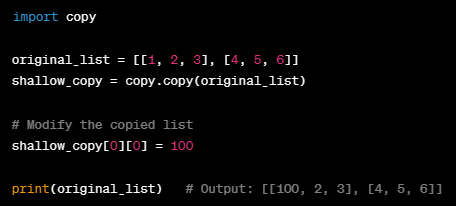 import copy
original_list = [[1, 2, 3], [4, 5, 6]]
shallow_copy = copy.copy(original_list)
# Modify the copied list
shallow_copy[0][0] = 100
print(original_list)   # Output: [[100, 2, 3], [4, 5, 6]]